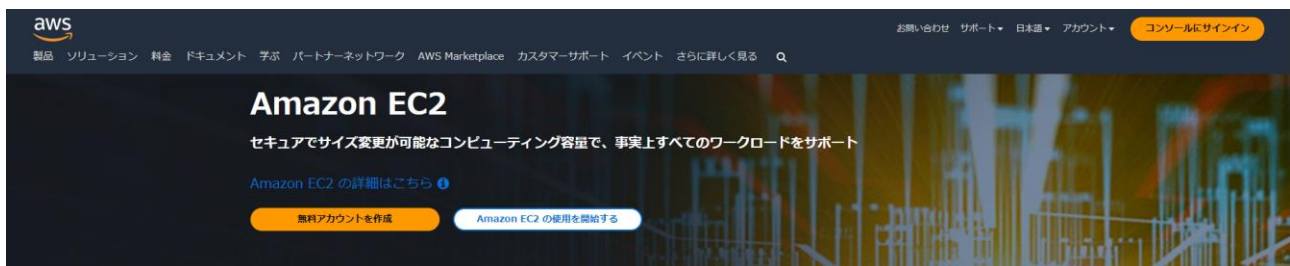 aws
お問い合わせ サポート 日本語 アカウント コンソールにサインイン
製品 ソリューション 料金 ドキュメント 学ぶ パートナーネットワーク AWS Marketplace カスタマーサポート イベント さらに詳しく見る
Amazon EC2
セキュアでサイズ変更が可能なコンピューティング容量で、事実上すべてのワークロードをサポート
Amazon EC2 の詳細はこちら
無料アカウントを作成 Amazon EC2 の使用を開始する